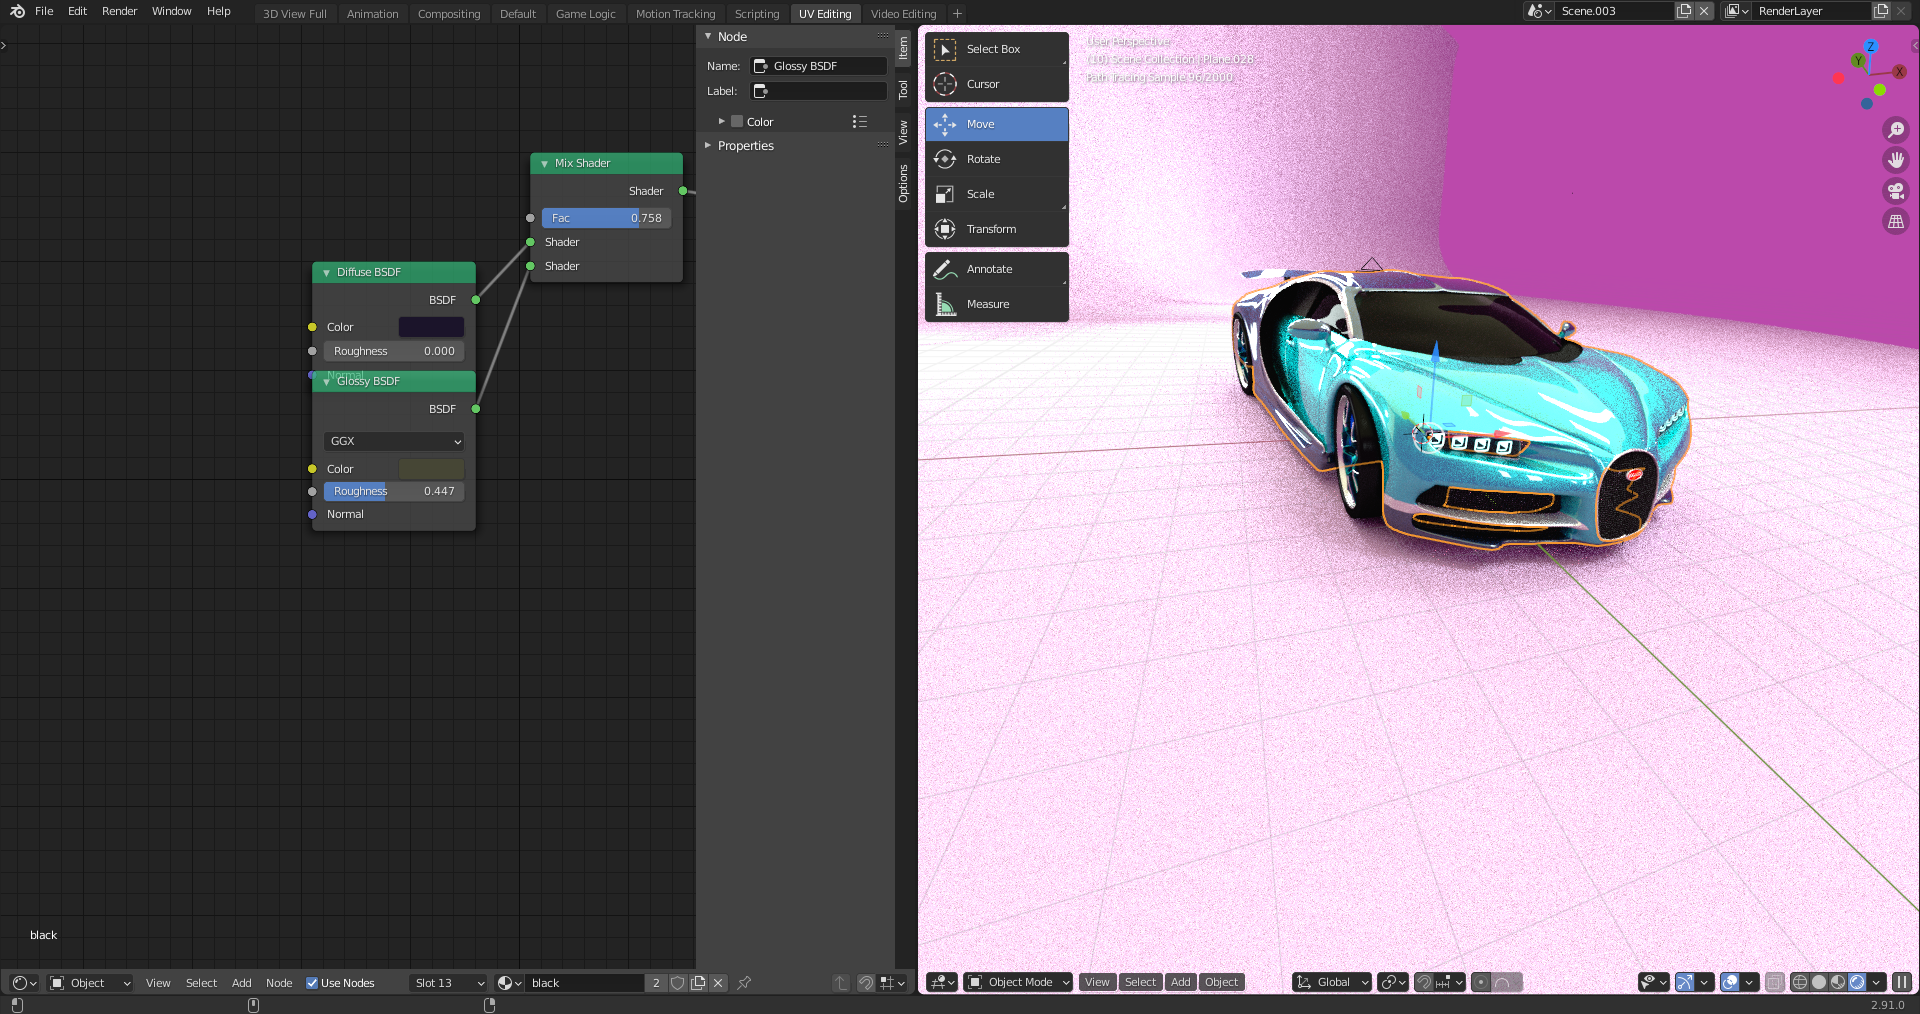 File Edit Render Window Help
3D View Full Animation Compositing Default Game Logic Motion Tracking Scripting UV Editing Video Editing +
Scene.003
RenderLayer
Node
Name: Glossy BSDF
Label:
Color
Properties
Item
Tool
View
Options
Mix Shader
Shader
Fac 0.758
Shader
Shader
Diffuse BSDF
BSDF
Color
Roughness 0.000
Normal
Glossy BSDF
BSDF
GGX
Color
Roughness 0.447
Normal
black
Object View Select Add Node Use Nodes Slot 13 black 2
Select Box
Cursor
Move
Rotate
Scale
Transform
Annotate
Measure
User Perspective
(10) Scene Collection | Plane.028
Path Tracing Sample 96/2000
Z
Y
X
Object Mode View Select Add Object Global
2.91.0